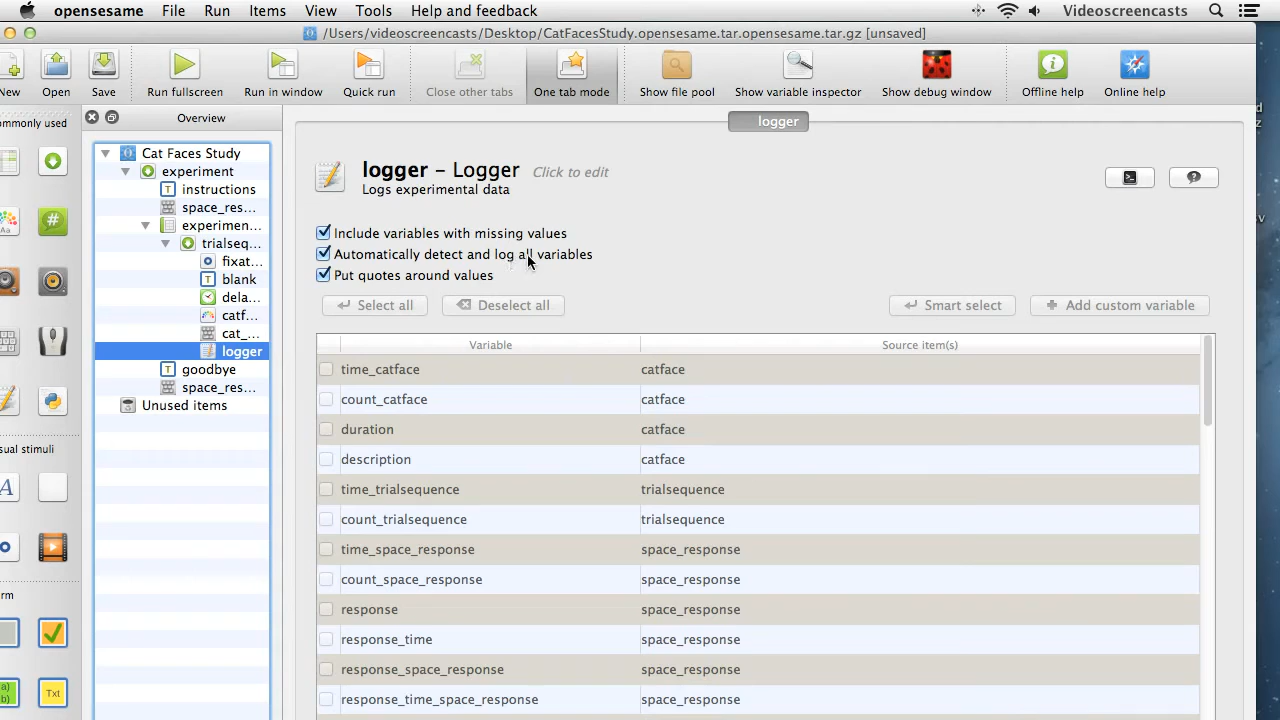 opensesame File Run Items View Tools Help and feedback Videoscreencasts
/Users/videoscreencasts/Desktop/CatFacesStudy.opensesame.tar.opensesame.tar.gz [unsaved]
New Open Save Run fullscreen Run in window Quick run Close other tabs One tab mode Show file pool Show variable inspector Show debug window Offline help Online help
ommonly used
Overview
logger
Cat Faces Study
experiment
instructions
space_res...
experimen...
trialseq...
fixat...
blank
dela...
catf...
cat_...
logger
goodbye
space_res...
Unused items
sual stimuli
rm
logger – Logger Click to edit
Logs experimental data
Include variables with missing values
Automatically detect and log all variables
Put quotes around values
Select all Deselect all Smart select Add custom variable
Variable Source item(s)
time_catface catface
count_catface catface
duration catface
description catface
time_trialsequence trialsequence
count_trialsequence trialsequence
time_space_response space_response
count_space_response space_response
response space_response
response_time space_response
response_space_response space_response
response_time_space_response space_response
Aa
A
a)
b)
Txt